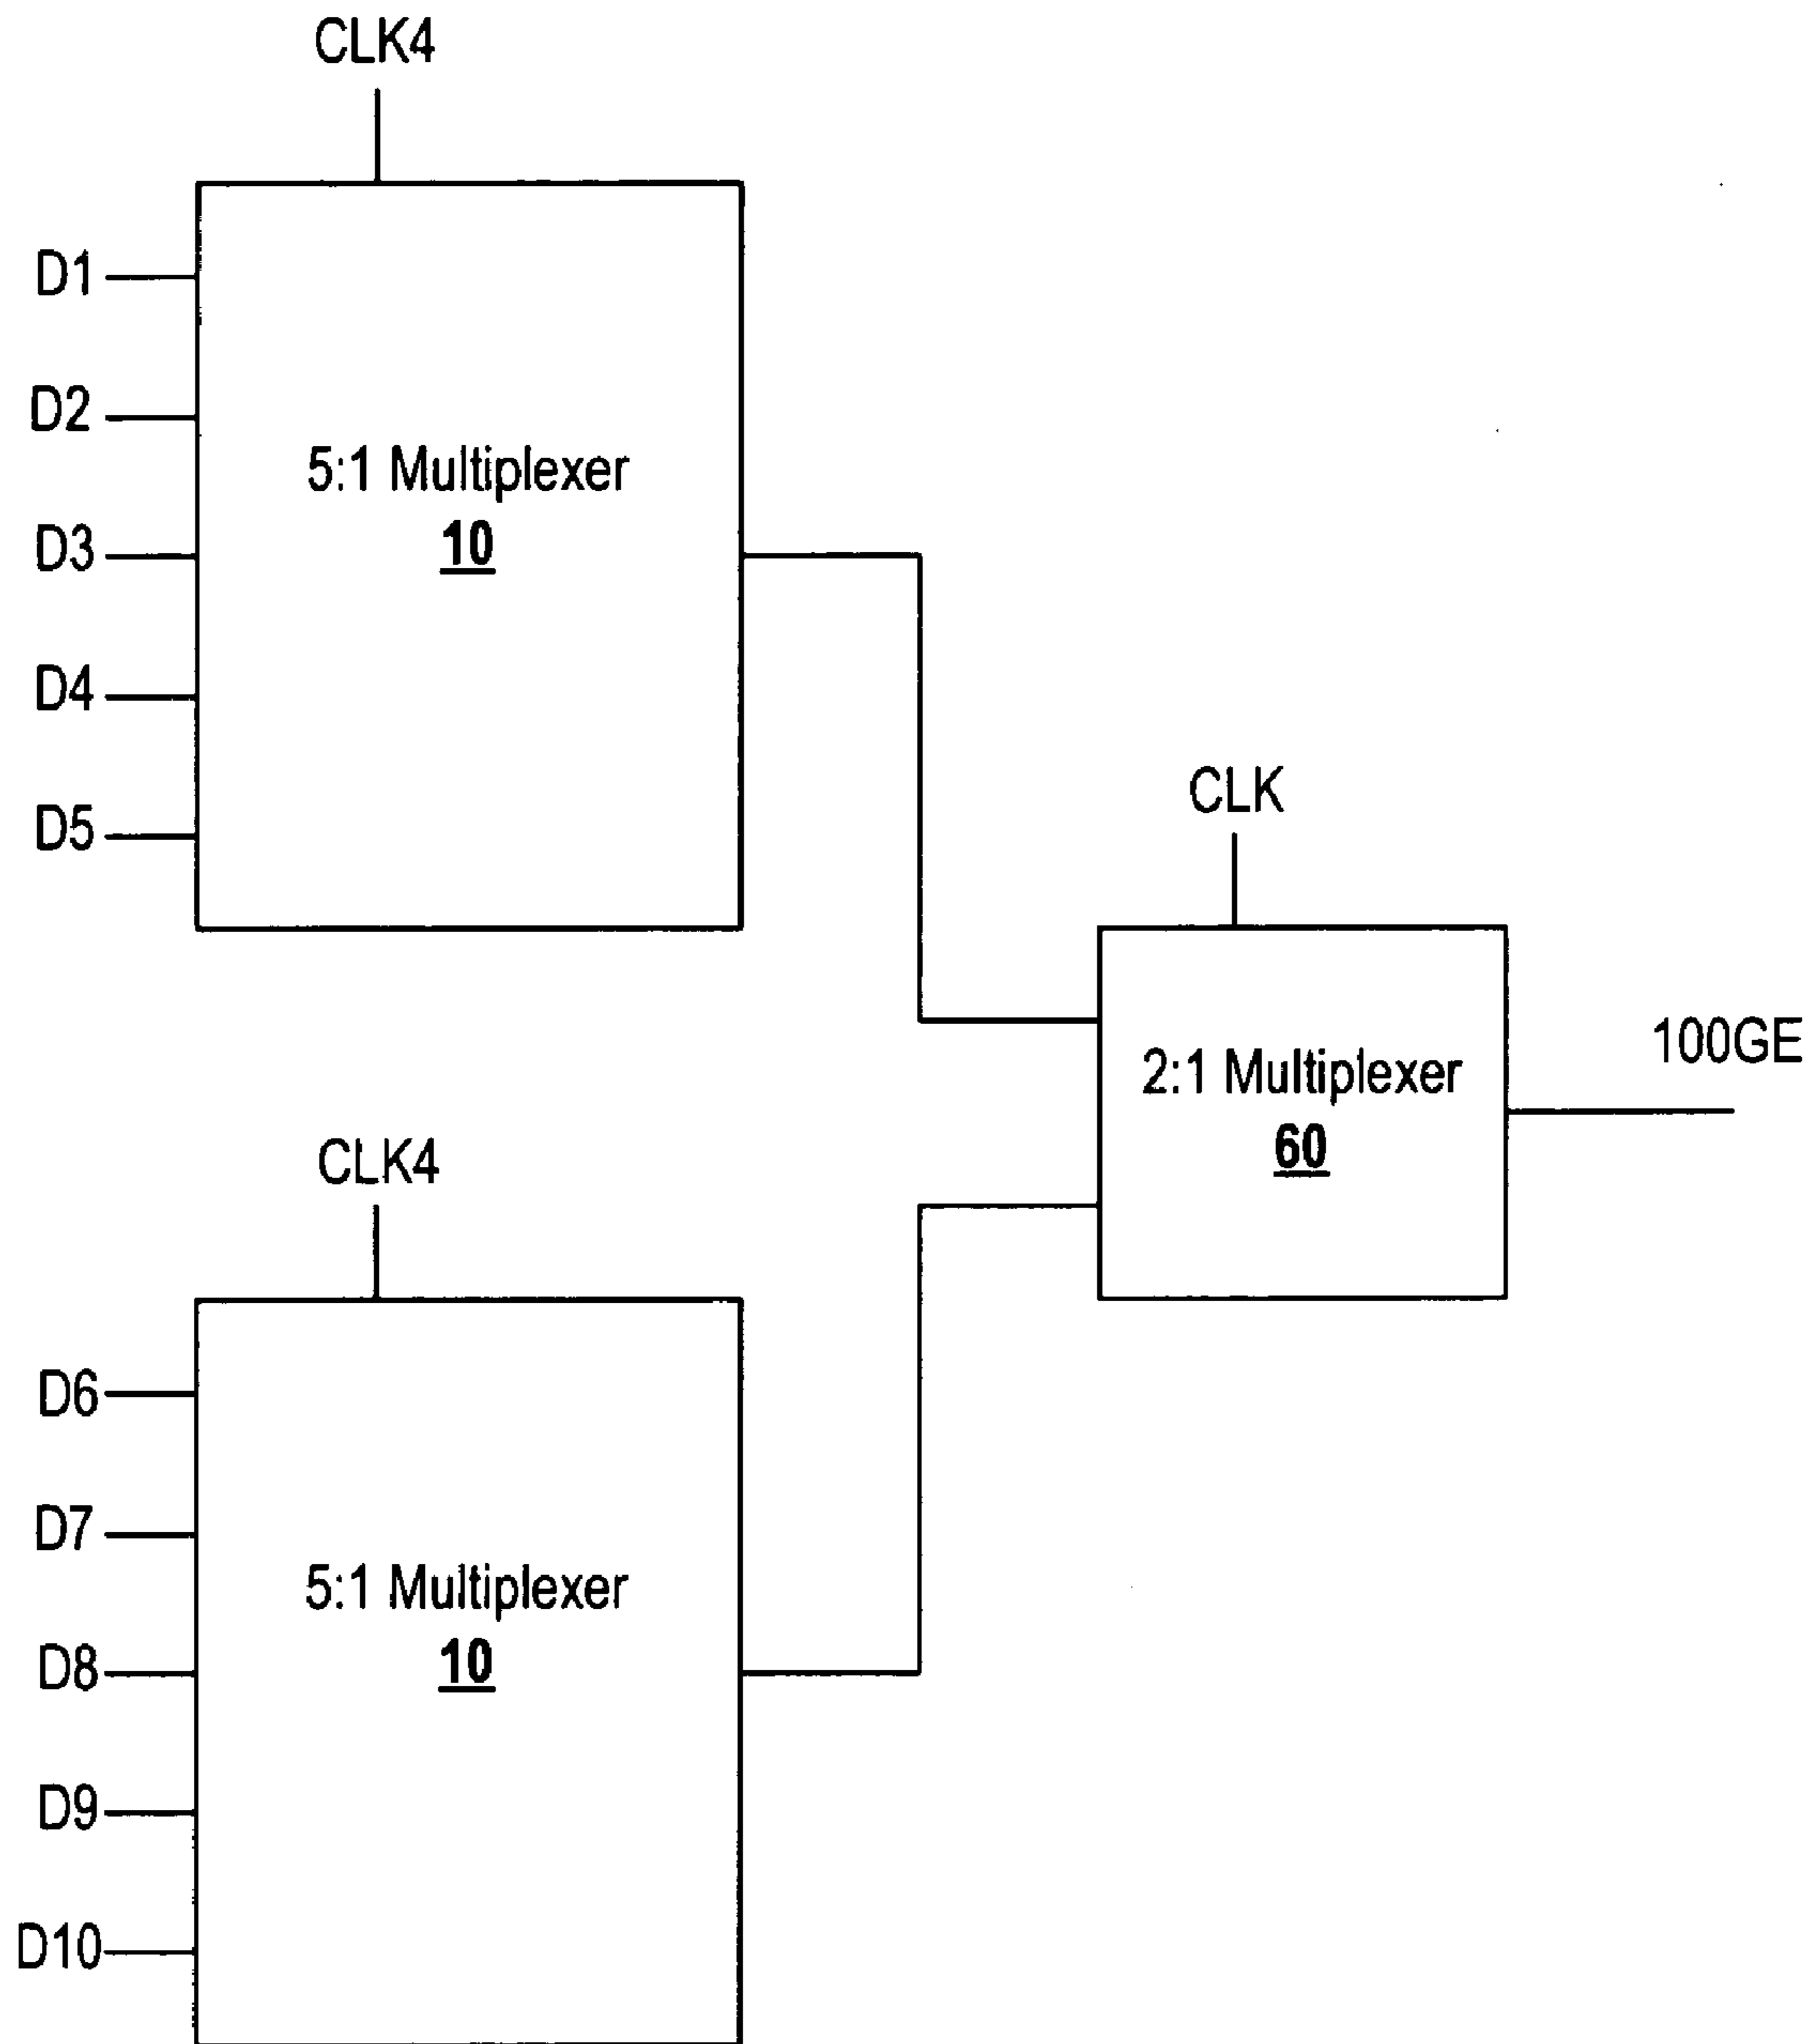 CLK4
D1
D2
D3
D4
D5
5:1 Multiplexer
10
CLK
2:1 Multiplexer
60
100GE
CLK4
D6
D7
D8
D9
D10
5:1 Multiplexer
10